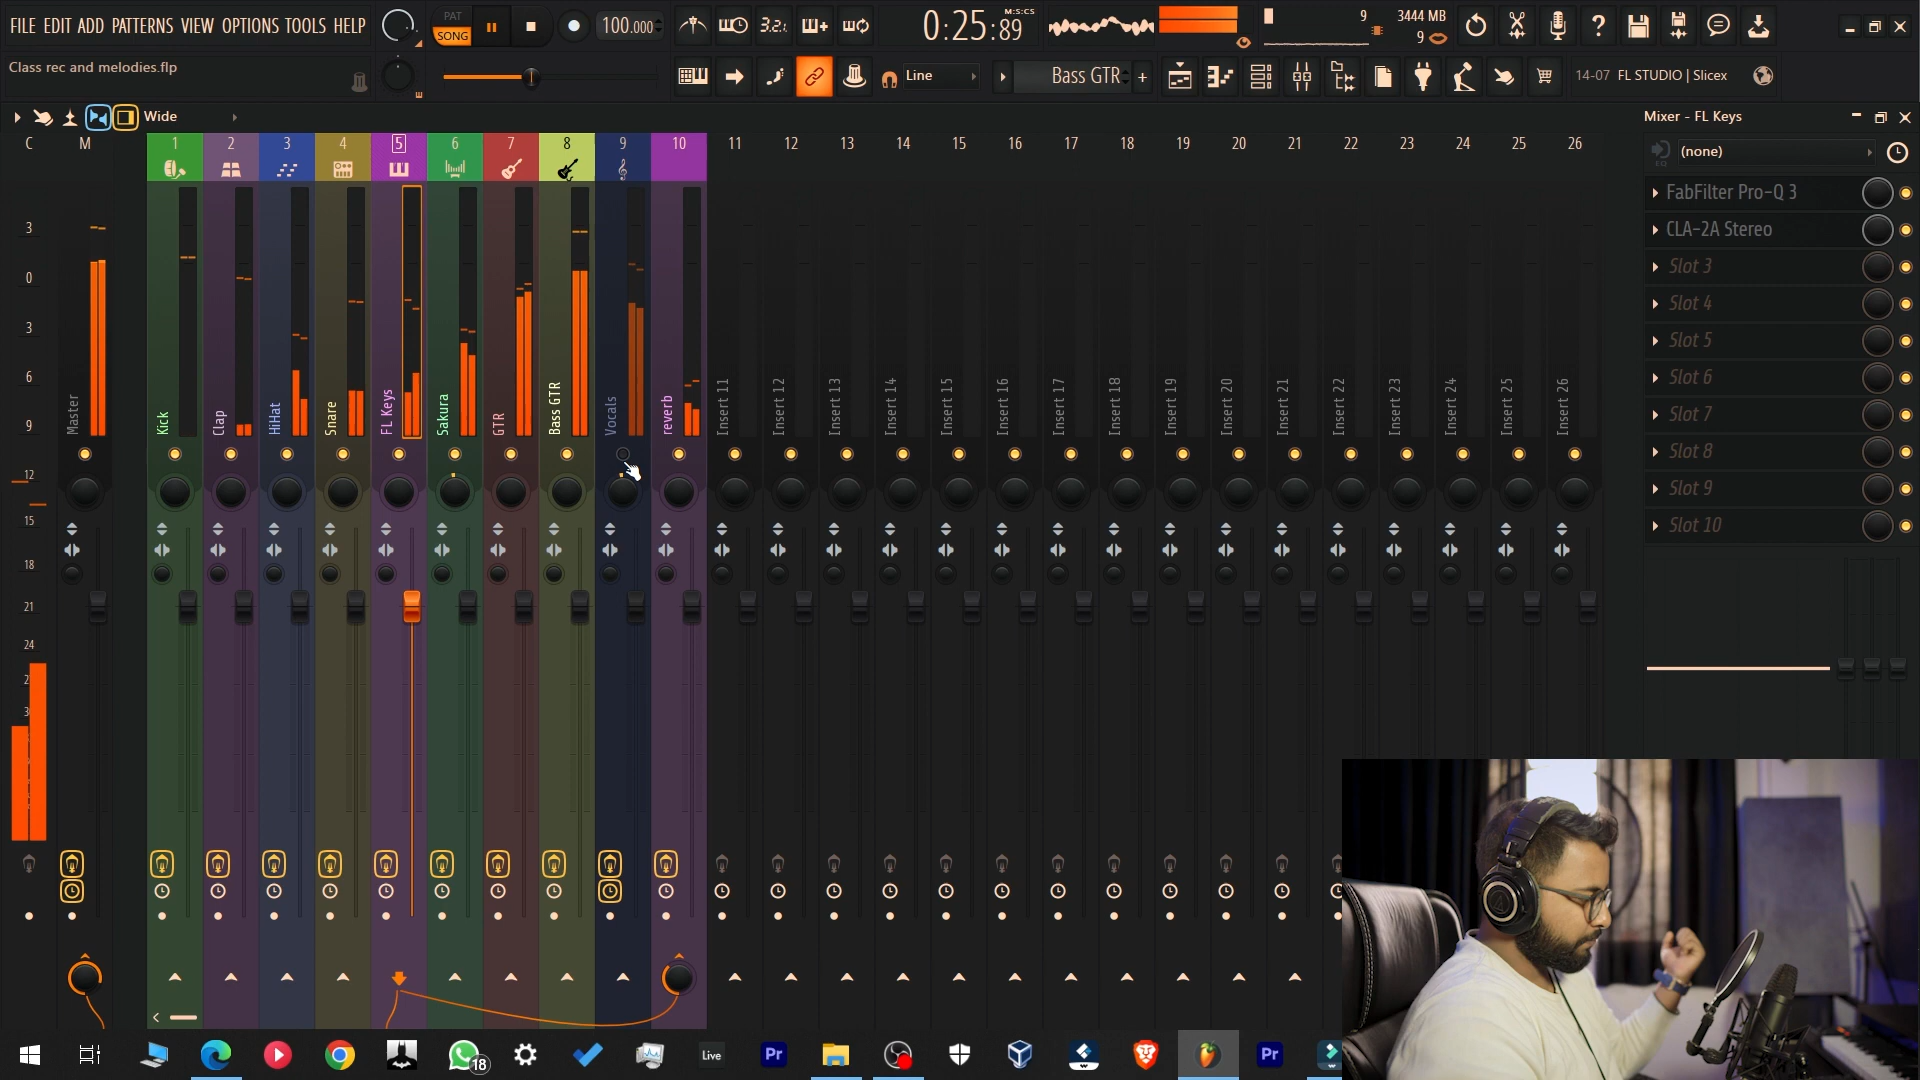 FILE EDIT ADD PATTERNS VIEW OPTIONS TOOLS HELP
PAT
SONG
100.000
3.2.
0:25:89
M:S:CS
9
3444 MB
9
Class rec and melodies.flp
Line
Bass GTR
14-07 FL STUDIO | Slicex
Wide
Mixer - FL Keys
C M 1 2 3 4 5 6 7 8 9 10 11 12 13 14 15 16 17 18 19 20 21 22 23 24 25 26
(none)
FabFilter Pro-Q 3
CLA-2A Stereo
Slot 3
Slot 4
Slot 5
Slot 6
Slot 7
Slot 8
Slot 9
Slot 10
3
0
3
6
9
12
15
18
21
24
Master
Kick
Clap
HiHat
Snare
FL Keys
Sakura
GTR
Bass GTR
Vocals
reverb
Insert 11
Insert 12
Insert 13
Insert 14
Insert 15
Insert 16
Insert 17
Insert 18
Insert 19
Insert 20
Insert 21
Insert 22
Insert 23
Insert 24
Insert 25
Insert 26
18
Live
Pr
Pr